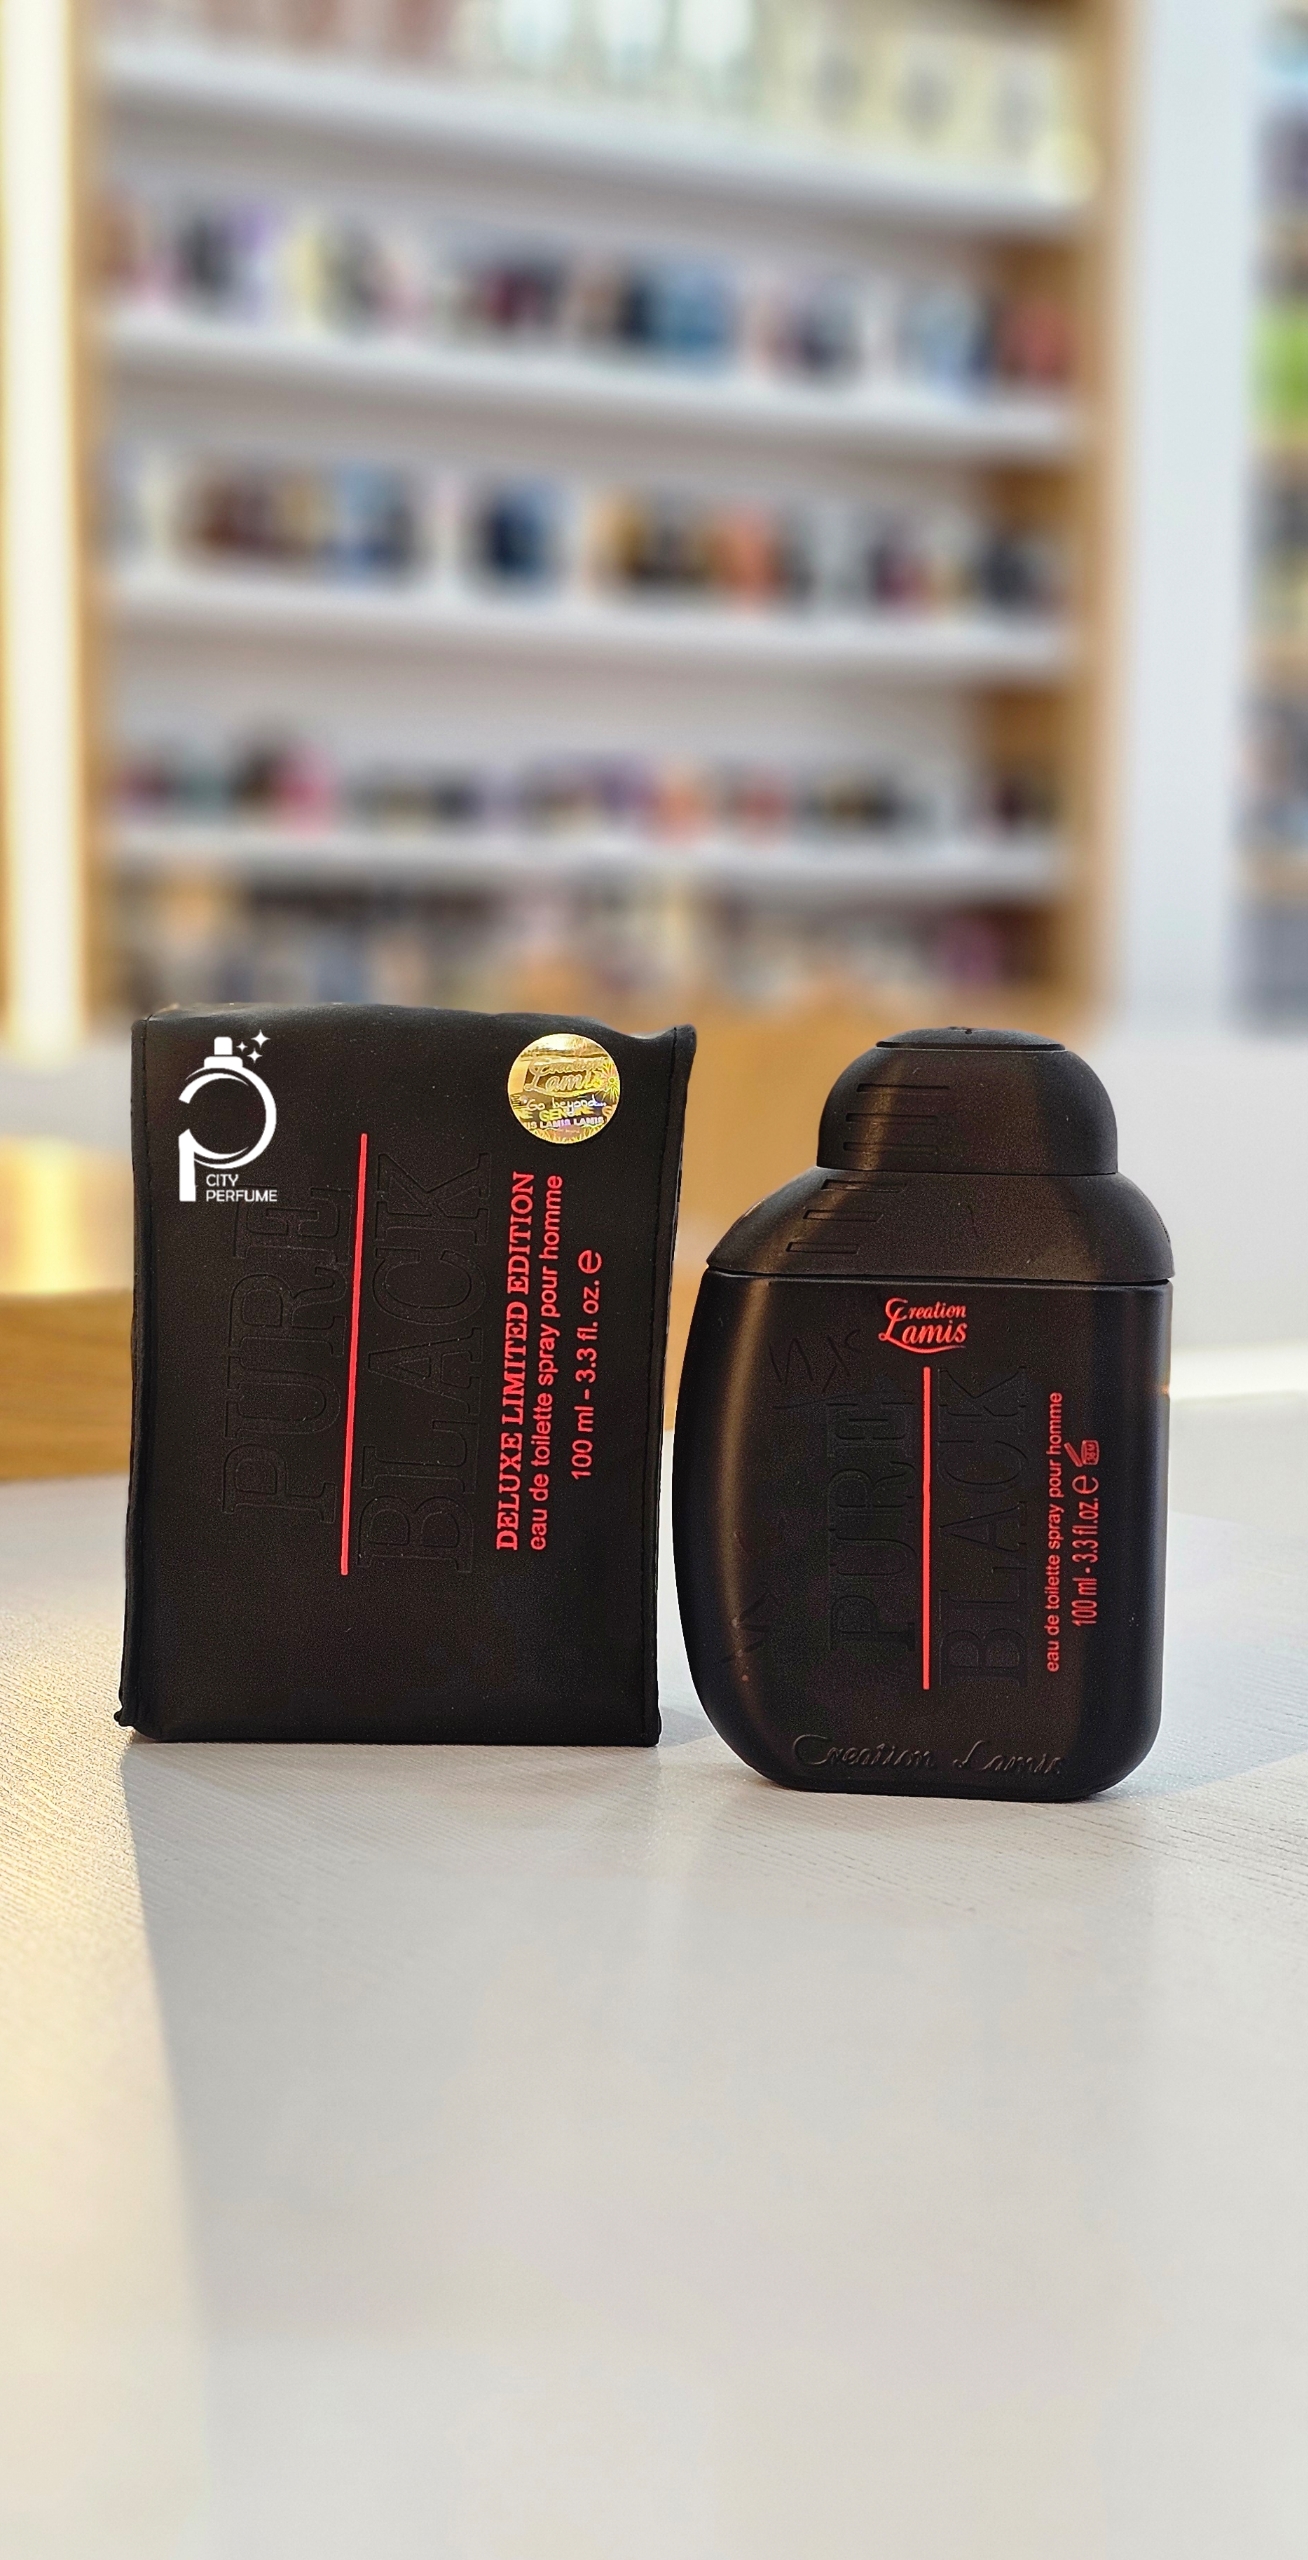 CITY
PERFUME
Creation
Lamis
Go beyond...
GENUINE
LAMIS LAMIS
PURE
BLACK
DELUXE LIMITED EDITION
eau de toilette spray pour homme
100 ml - 3.3 fl. oz. e
Creation
Lamis
PURE
BLACK
eau de toilette spray pour homme
100 ml - 3.3 fl.oz. e
Creation Lamis